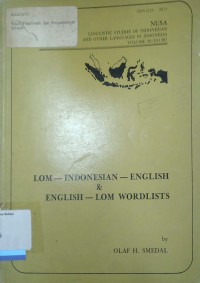 NUSA
LINGUISTIC STUDIES OF INDONESIAN
AND OTHER LANGUAGES IN INDONESIA
VOLUME
LOM — INDONESIAN — ENGLISH
&
ENGLISH — LOM WORDLISTS
by
OLAF H. SMEDAL